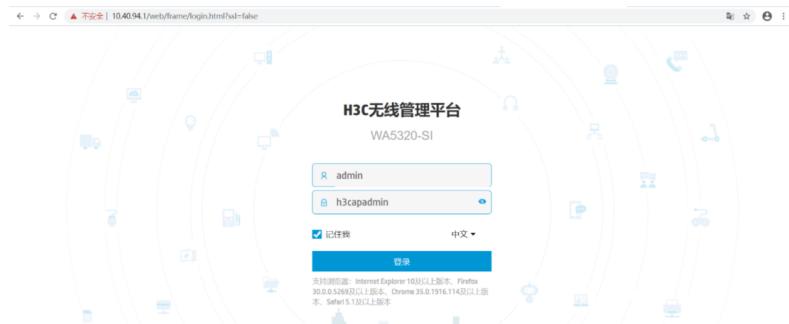 不安全 | 10.40.94.1/web/frame/login.html?ssl=false
H3C无线管理平台
WA5320-SI
admin
h3capadmin
记住我
中文
登录
支持浏览器：Internet Explorer 10及以上版本、Firefox
30.0.0.5269及以上版本、Chrome 35.0.1916.114及以上版
本、Safari 5.1及以上版本